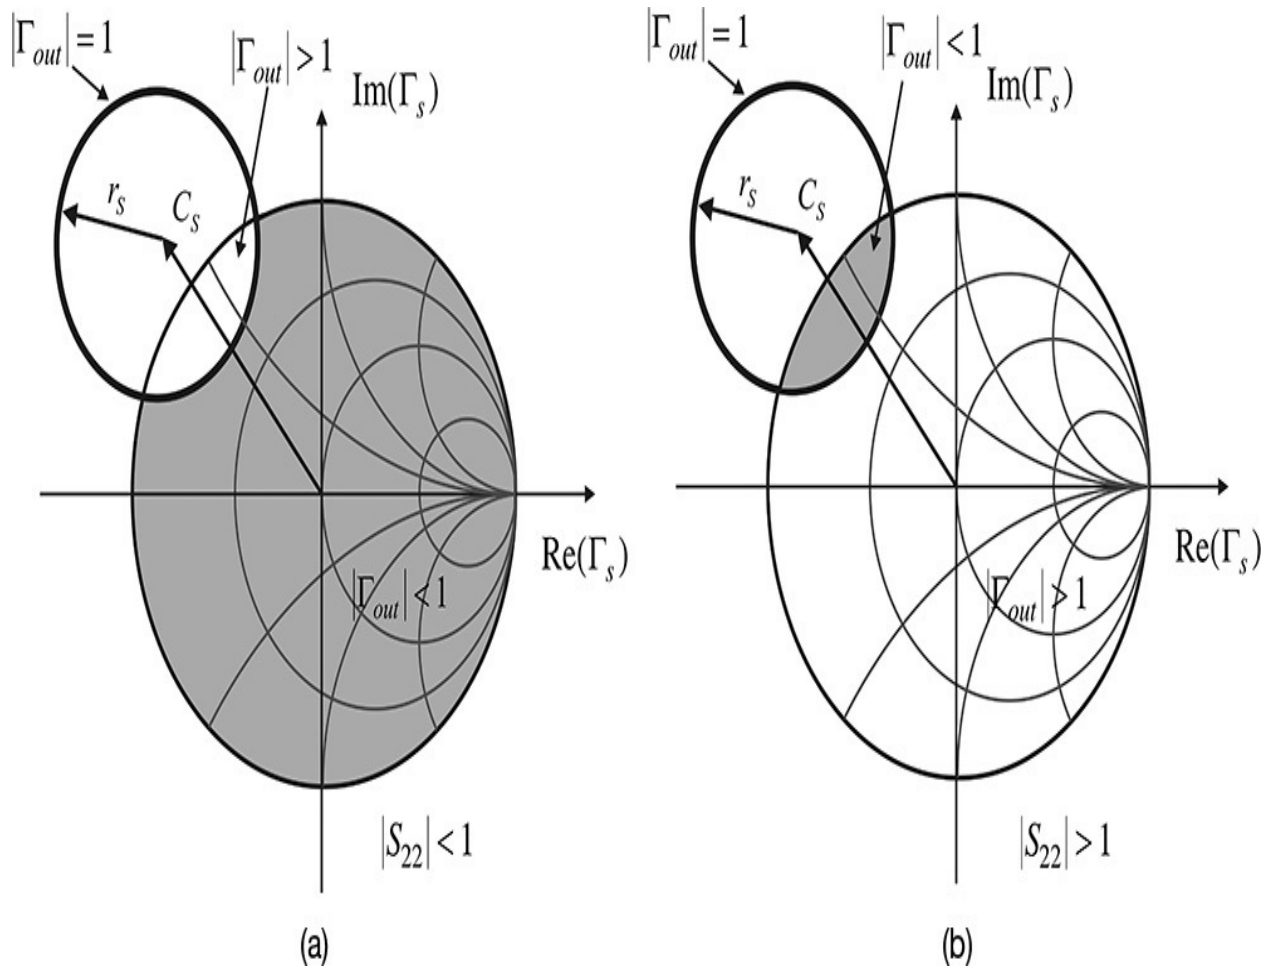 |Γout| = 1
|Γout| > 1
Im(Γs)
rS
CS
Re(Γs)
|Γout| < 1
|S22| < 1
(a)
|Γout| = 1
|Γout| < 1
Im(Γs)
rS
CS
Re(Γs)
|Γout| > 1
|S22| > 1
(b)